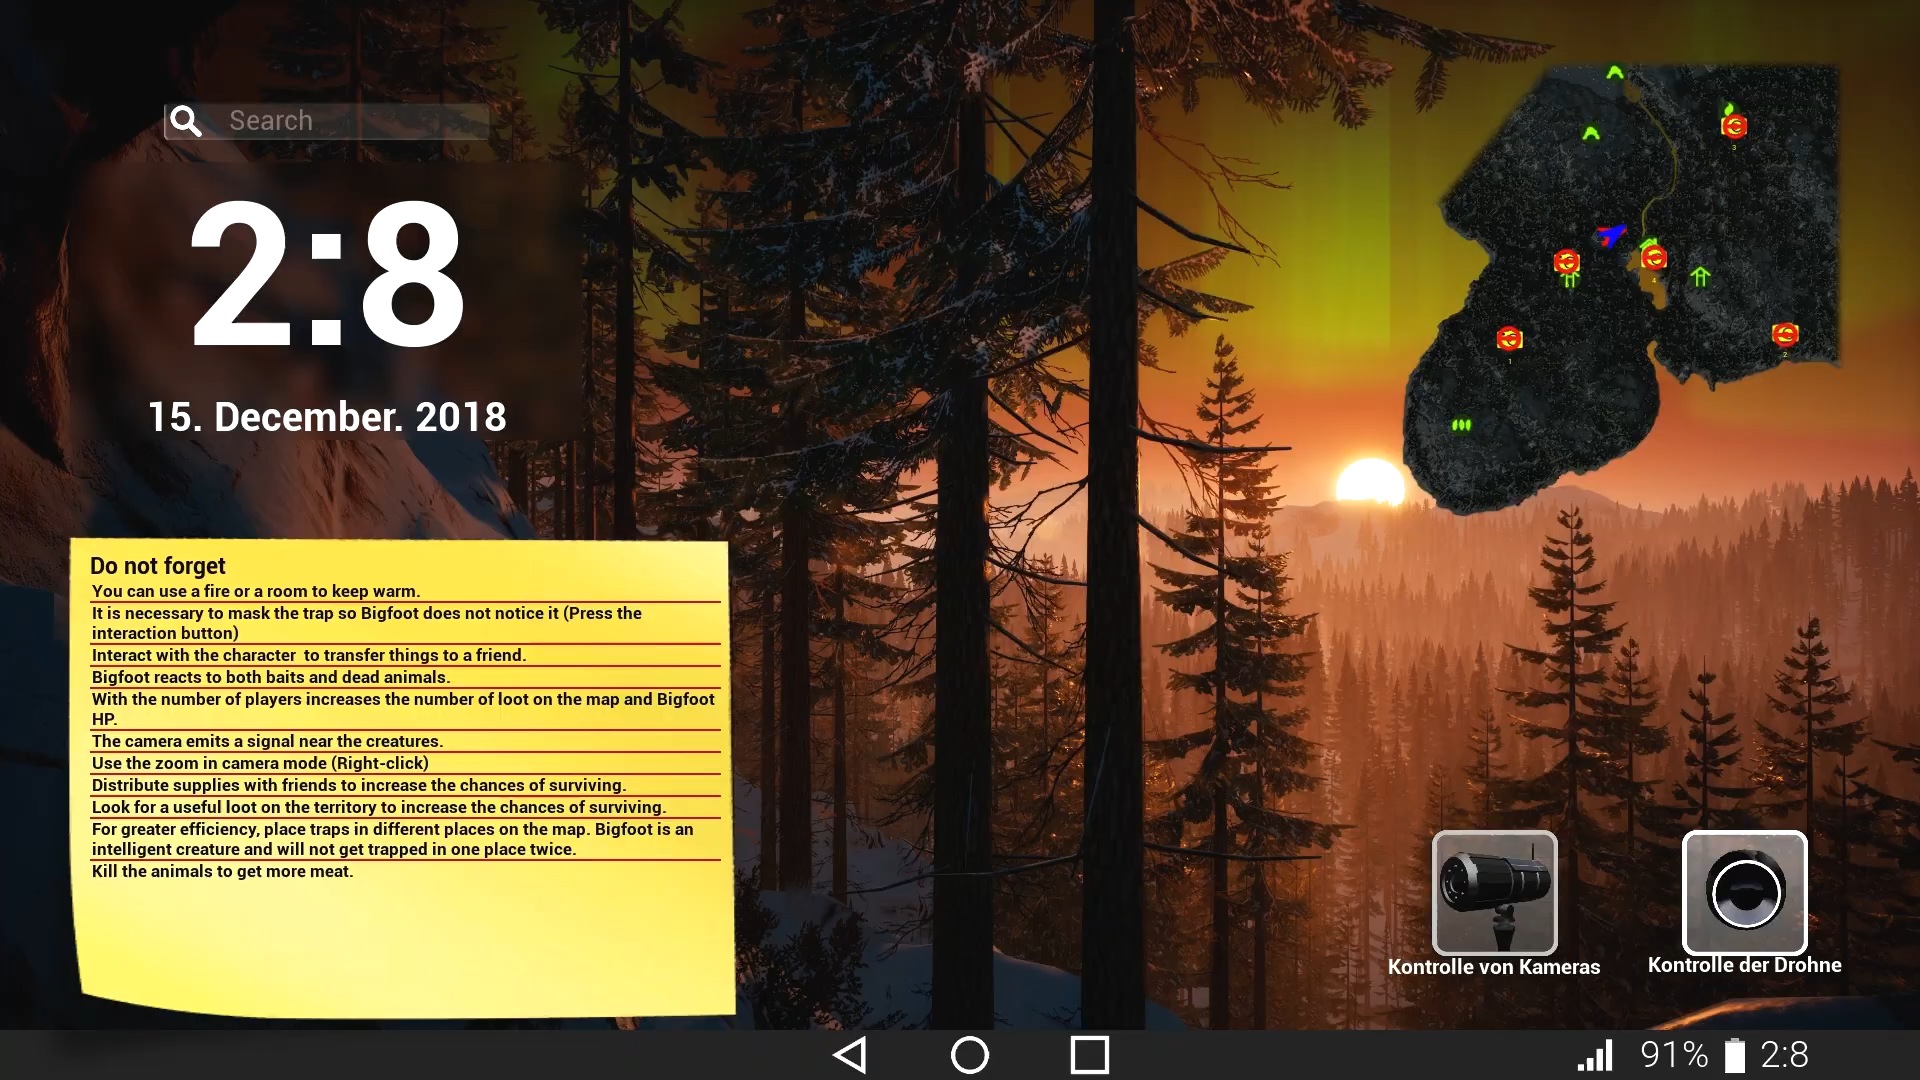 Search
2:8
15. December. 2018
Do not forget
You can use a fire or a room to keep warm.
It is necessary to mask the trap so Bigfoot does not notice it (Press the
interaction button)
Interact with the character  to transfer things to a friend.
Bigfoot reacts to both baits and dead animals.
With the number of players increases the number of loot on the map and Bigfoot
HP.
The camera emits a signal near the creatures.
Use the zoom in camera mode (Right-click)
Distribute supplies with friends to increase the chances of surviving.
Look for a useful loot on the territory to increase the chances of surviving.
For greater efficiency, place traps in different places on the map. Bigfoot is an
intelligent creature and will not get trapped in one place twice.
Kill the animals to get more meat.
3
4
2
1
Kontrolle von Kameras
Kontrolle der Drohne
91% 2:8